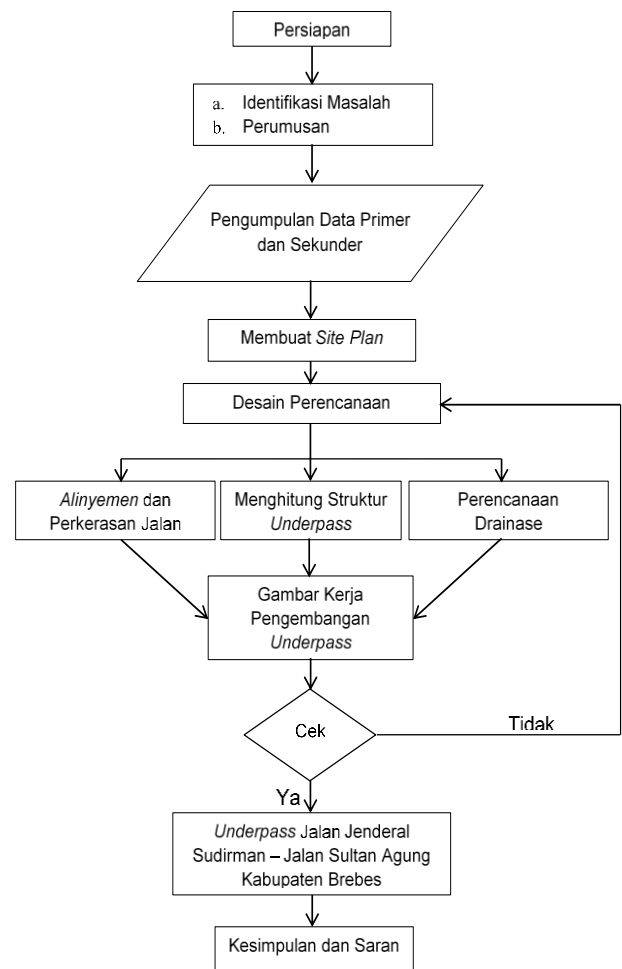 Persiapan
a. Identifikasi Masalah
b. Perumusan
Pengumpulan Data Primer
dan Sekunder
Membuat Site Plan
Desain Perencanaan
Alinyemen dan
Perkerasan Jalan
Menghitung Struktur
Underpass
Perencanaan
Drainase
Gambar Kerja
Pengembangan
Underpass
Cek
Tidak
Ya
Underpass Jalan Jenderal
Sudirman – Jalan Sultan Agung
Kabupaten Brebes
Kesimpulan dan Saran